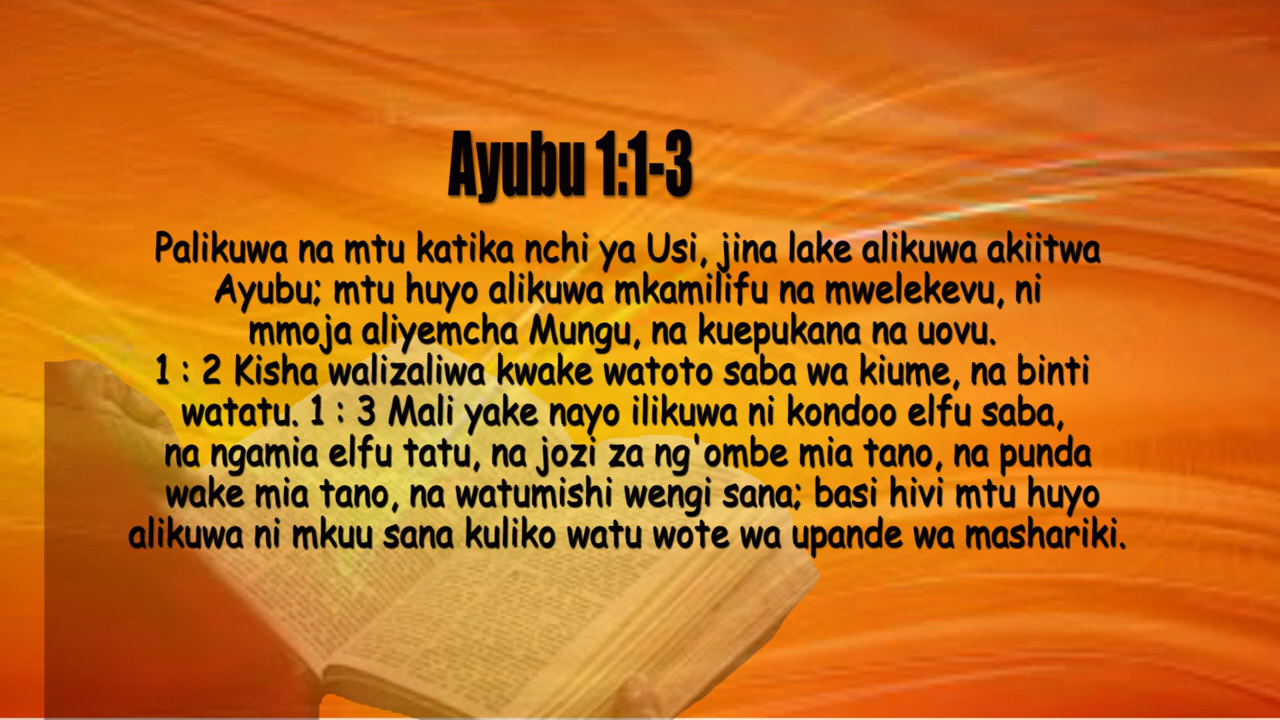 Ayubu 1:1-3
Palikuwa na mtu katika nchi ya Usi, jina lake alikuwa akiitwa
Ayubu; mtu huyo alikuwa mkamilifu na mwelekevu, ni
mmoja aliyemcha Mungu, na kuepukana na uovu.
1 : 2 Kisha walizaliwa kwake watoto saba wa kiume, na binti
watatu. 1 : 3 Mali yake nayo ilikuwa ni kondoo elfu saba,
na ngamia elfu tatu, na jozi za ng'ombe mia tano, na punda
wake mia tano, na watumishi wengi sana; basi hivi mtu huyo
alikuwa ni mkuu sana kuliko watu wote wa upande wa mashariki.